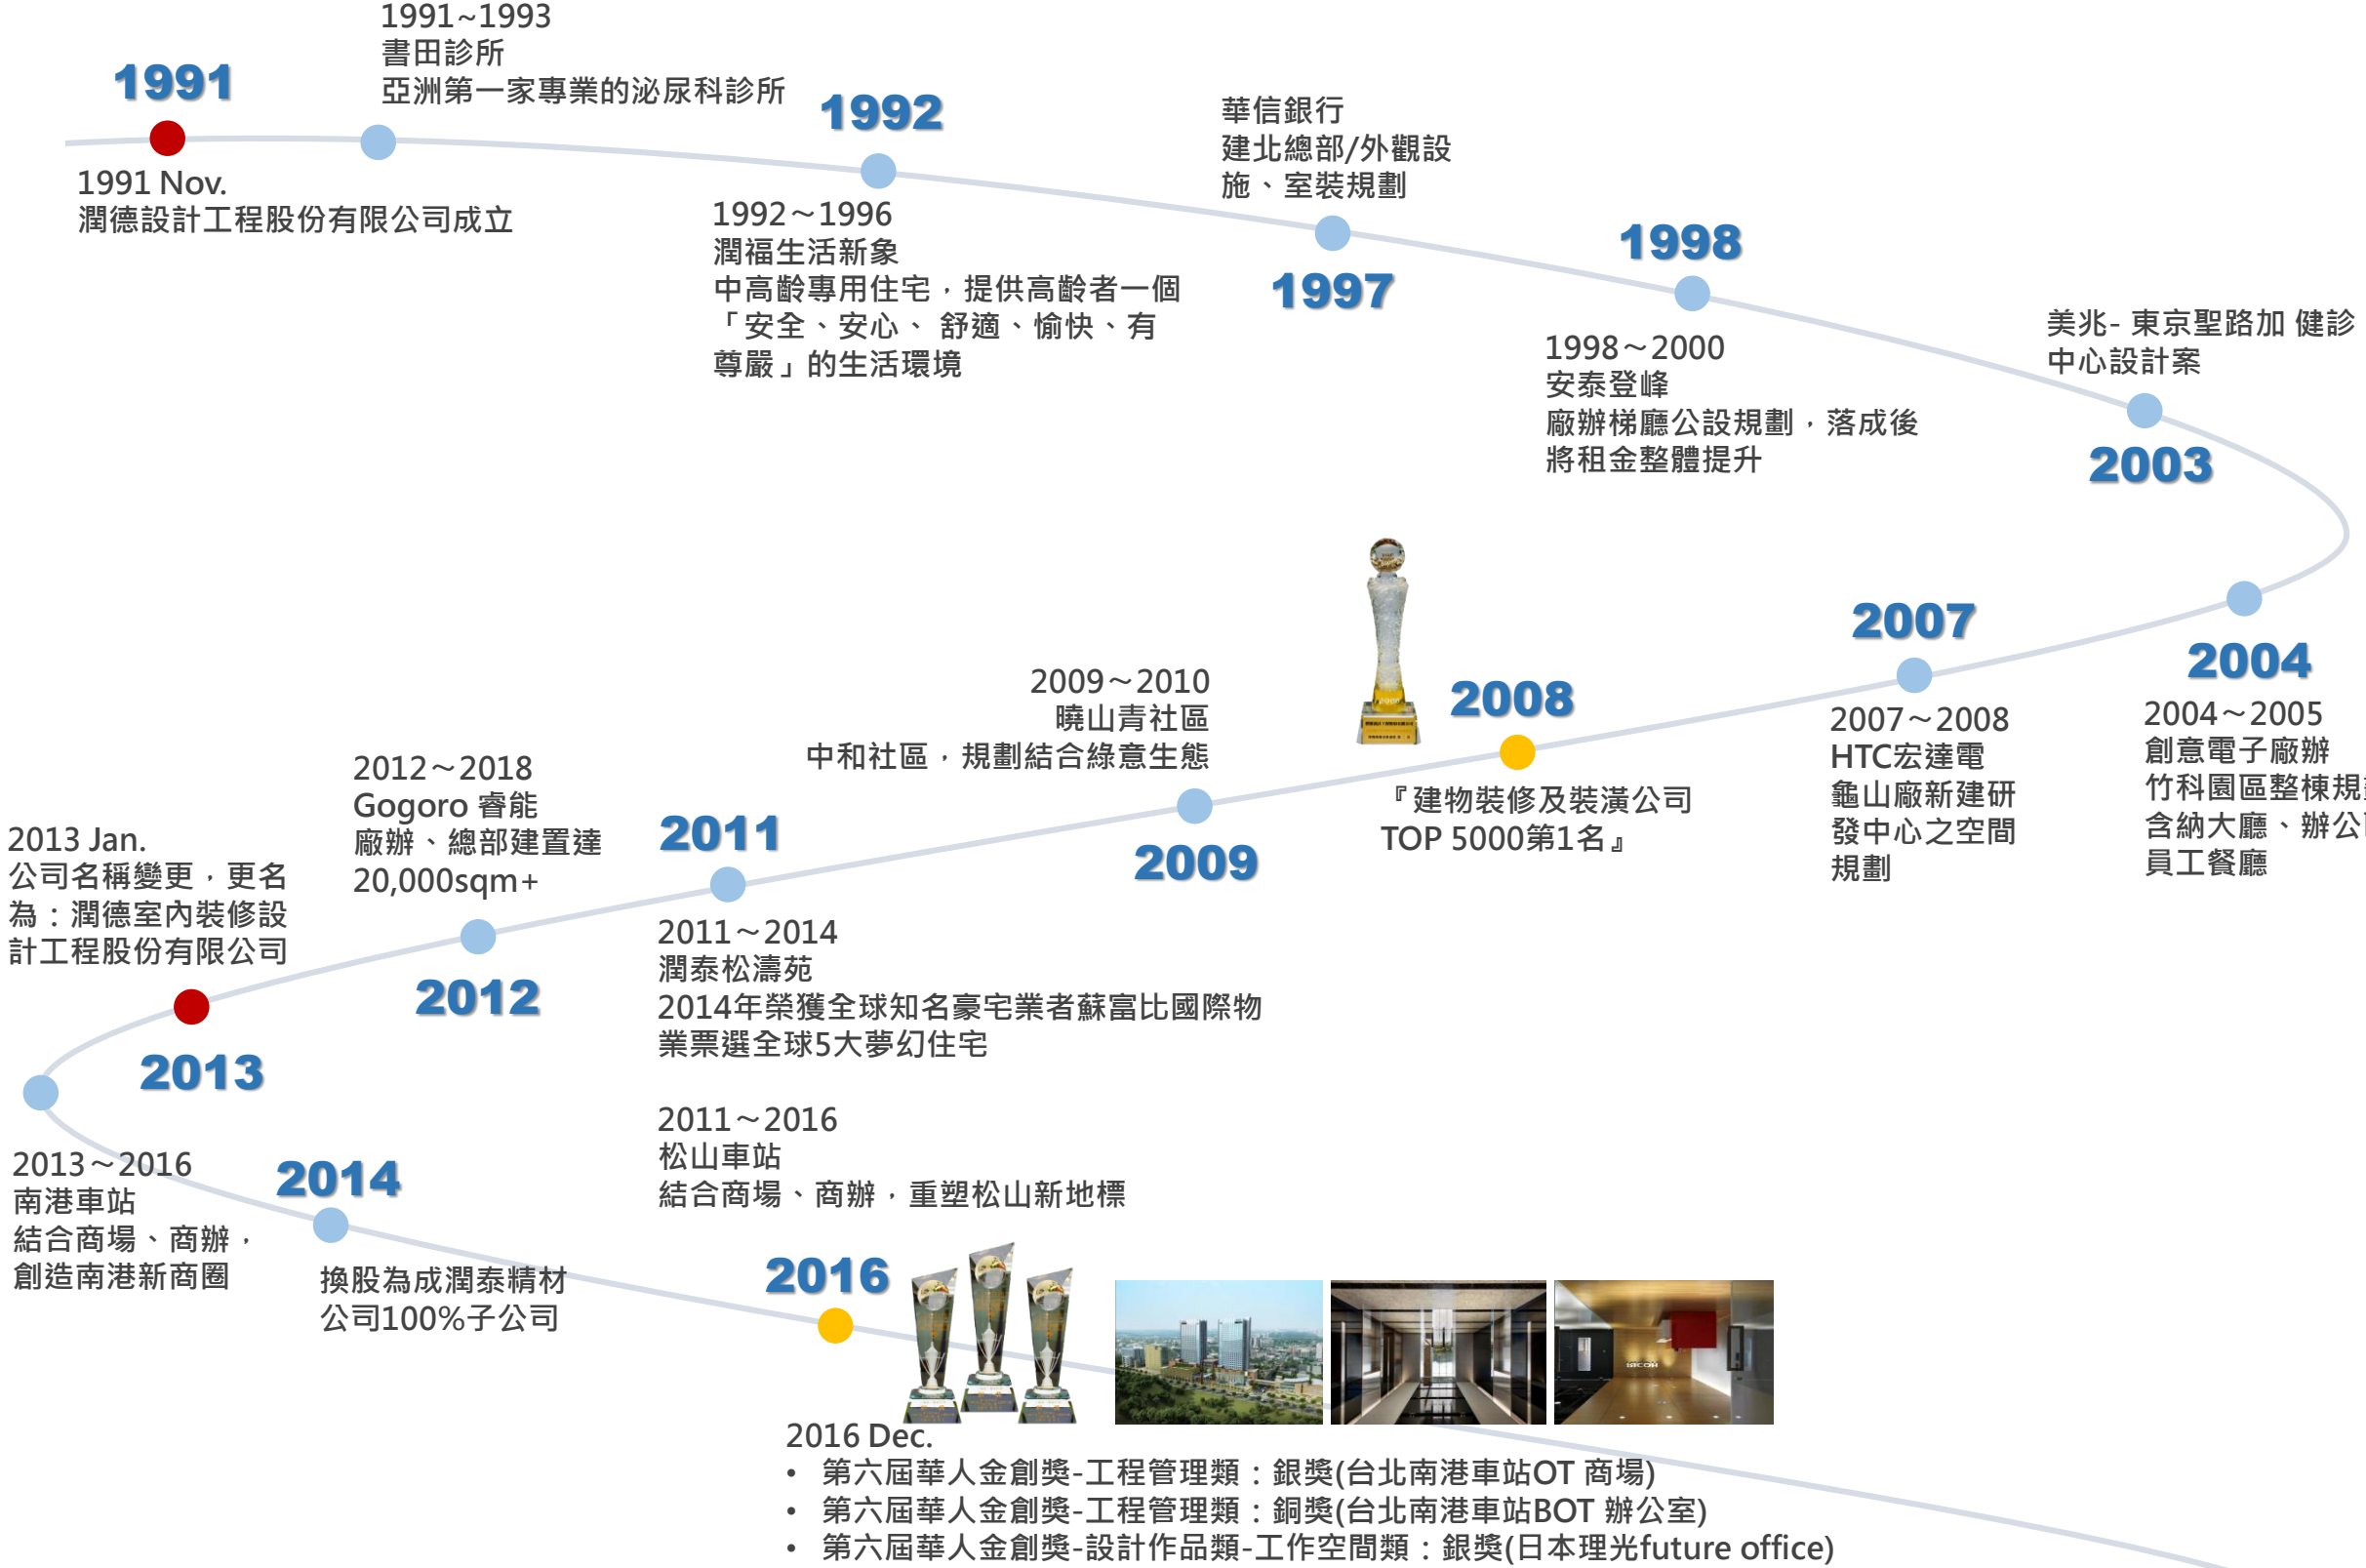 1991
1991 Nov.
潤德設計工程股份有限公司成立
1991~1993
書田診所
亞洲第一家專業的泌尿科診所
1992
1992～1996
潤福生活新象
中高齡專用住宅，提供高齡者一個
「安全、安心、 舒適、愉快、有
尊嚴」的生活環境
華信銀行
建北總部/外觀設
施、室裝規劃
1997
1998
1998～2000
安泰登峰
廠辦梯廳公設規劃，落成後
將租金整體提升
美兆- 東京聖路加 健診
中心設計案
2003
2004
2004～2005
創意電子廠辦
竹科園區整棟規
含納大廳、辦公
員工餐廳
2007
2007～2008
HTC宏達電
龜山廠新建研
發中心之空間
規劃
2008
『建物裝修及裝潢公司
TOP 5000第1名』
2009～2010
曉山青社區
中和社區，規劃結合綠意生態
2009
2011
2011～2014
潤泰松濤苑
2014年榮獲全球知名豪宅業者蘇富比國際物
業票選全球5大夢幻住宅
2011～2016
松山車站
結合商場、商辦，重塑松山新地標
2012～2018
Gogoro 睿能
廠辦、總部建置達
20,000sqm+
2012
2013 Jan.
公司名稱變更，更名
為：潤德室內裝修設
計工程股份有限公司
2013
2013～2016
南港車站
結合商場、商辦，
創造南港新商圈
2014
換股為成潤泰精材
公司100%子公司
2016
RICOH
2016 Dec.
• 第六屆華人金創獎-工程管理類：銀獎(台北南港車站OT 商場)
• 第六屆華人金創獎-工程管理類：銅獎(台北南港車站BOT 辦公室)
• 第六屆華人金創獎-設計作品類-工作空間類：銀獎(日本理光future office)